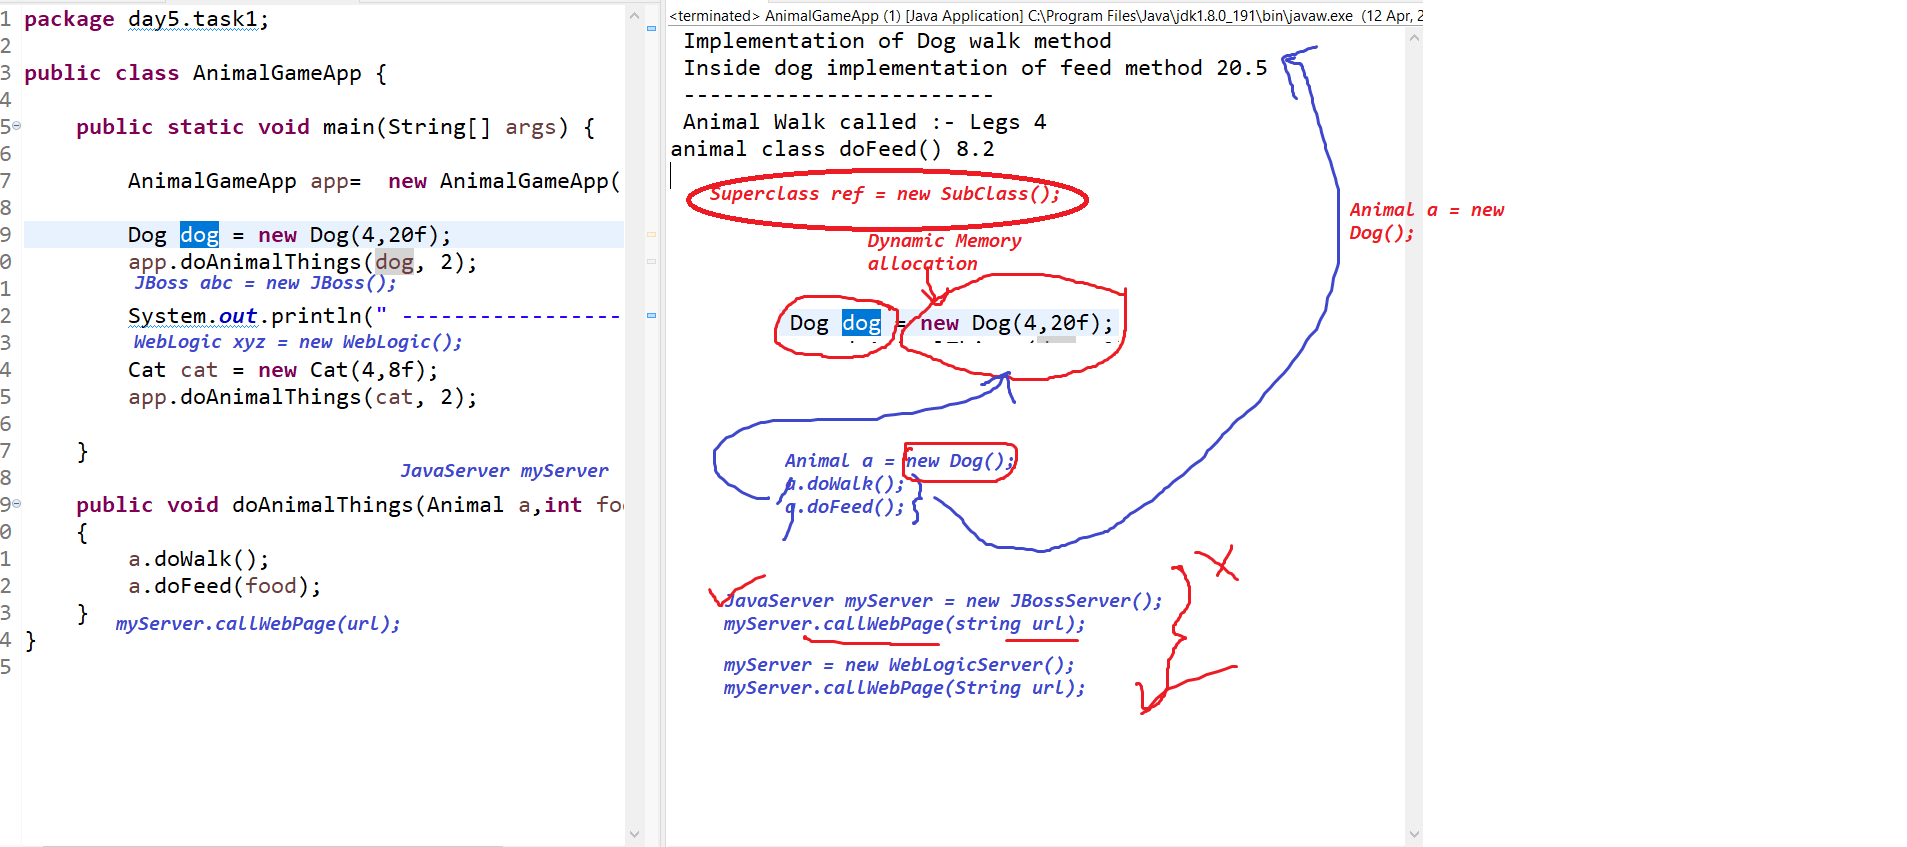 1 package day5.task1;
2
3 public class AnimalGameApp {
4
5 public static void main(String[] args) {
6
7 AnimalGameApp app= new AnimalGameApp(
8
9 Dog dog = new Dog(4,20f);
0 app.doAnimalThings(dog, 2);
1 JBoss abc = new JBoss();
2 System.out.println(" -----------------
3 WebLogic xyz = new WebLogic();
4 Cat cat = new Cat(4,8f);
5 app.doAnimalThings(cat, 2);
6
7 }
8 JavaServer myServer
9 public void doAnimalThings(Animal a,int fo
0 {
1 a.doWalk();
2 a.doFeed(food);
3 }
myServer.callWebPage(url);
4 }
5
<terminated> AnimalGameApp (1) [Java Application] C:\Program Files\Java\jdk1.8.0_191\bin\javaw.exe (12 Apr, 2
Implementation of Dog walk method
Inside dog implementation of feed method 20.5
------------------------
Animal Walk called :- Legs 4
animal class doFeed() 8.2
Superclass ref = new SubClass();
Dynamic Memory
allocation
Dog dog = new Dog(4,20f);
Animal a = new Dog();
a.doWalk();
a.doFeed();
JavaServer myServer = new JBossServer();
myServer.callWebPage(string url);
myServer = new WebLogicServer();
myServer.callWebPage(String url);
Animal a = new
Dog();